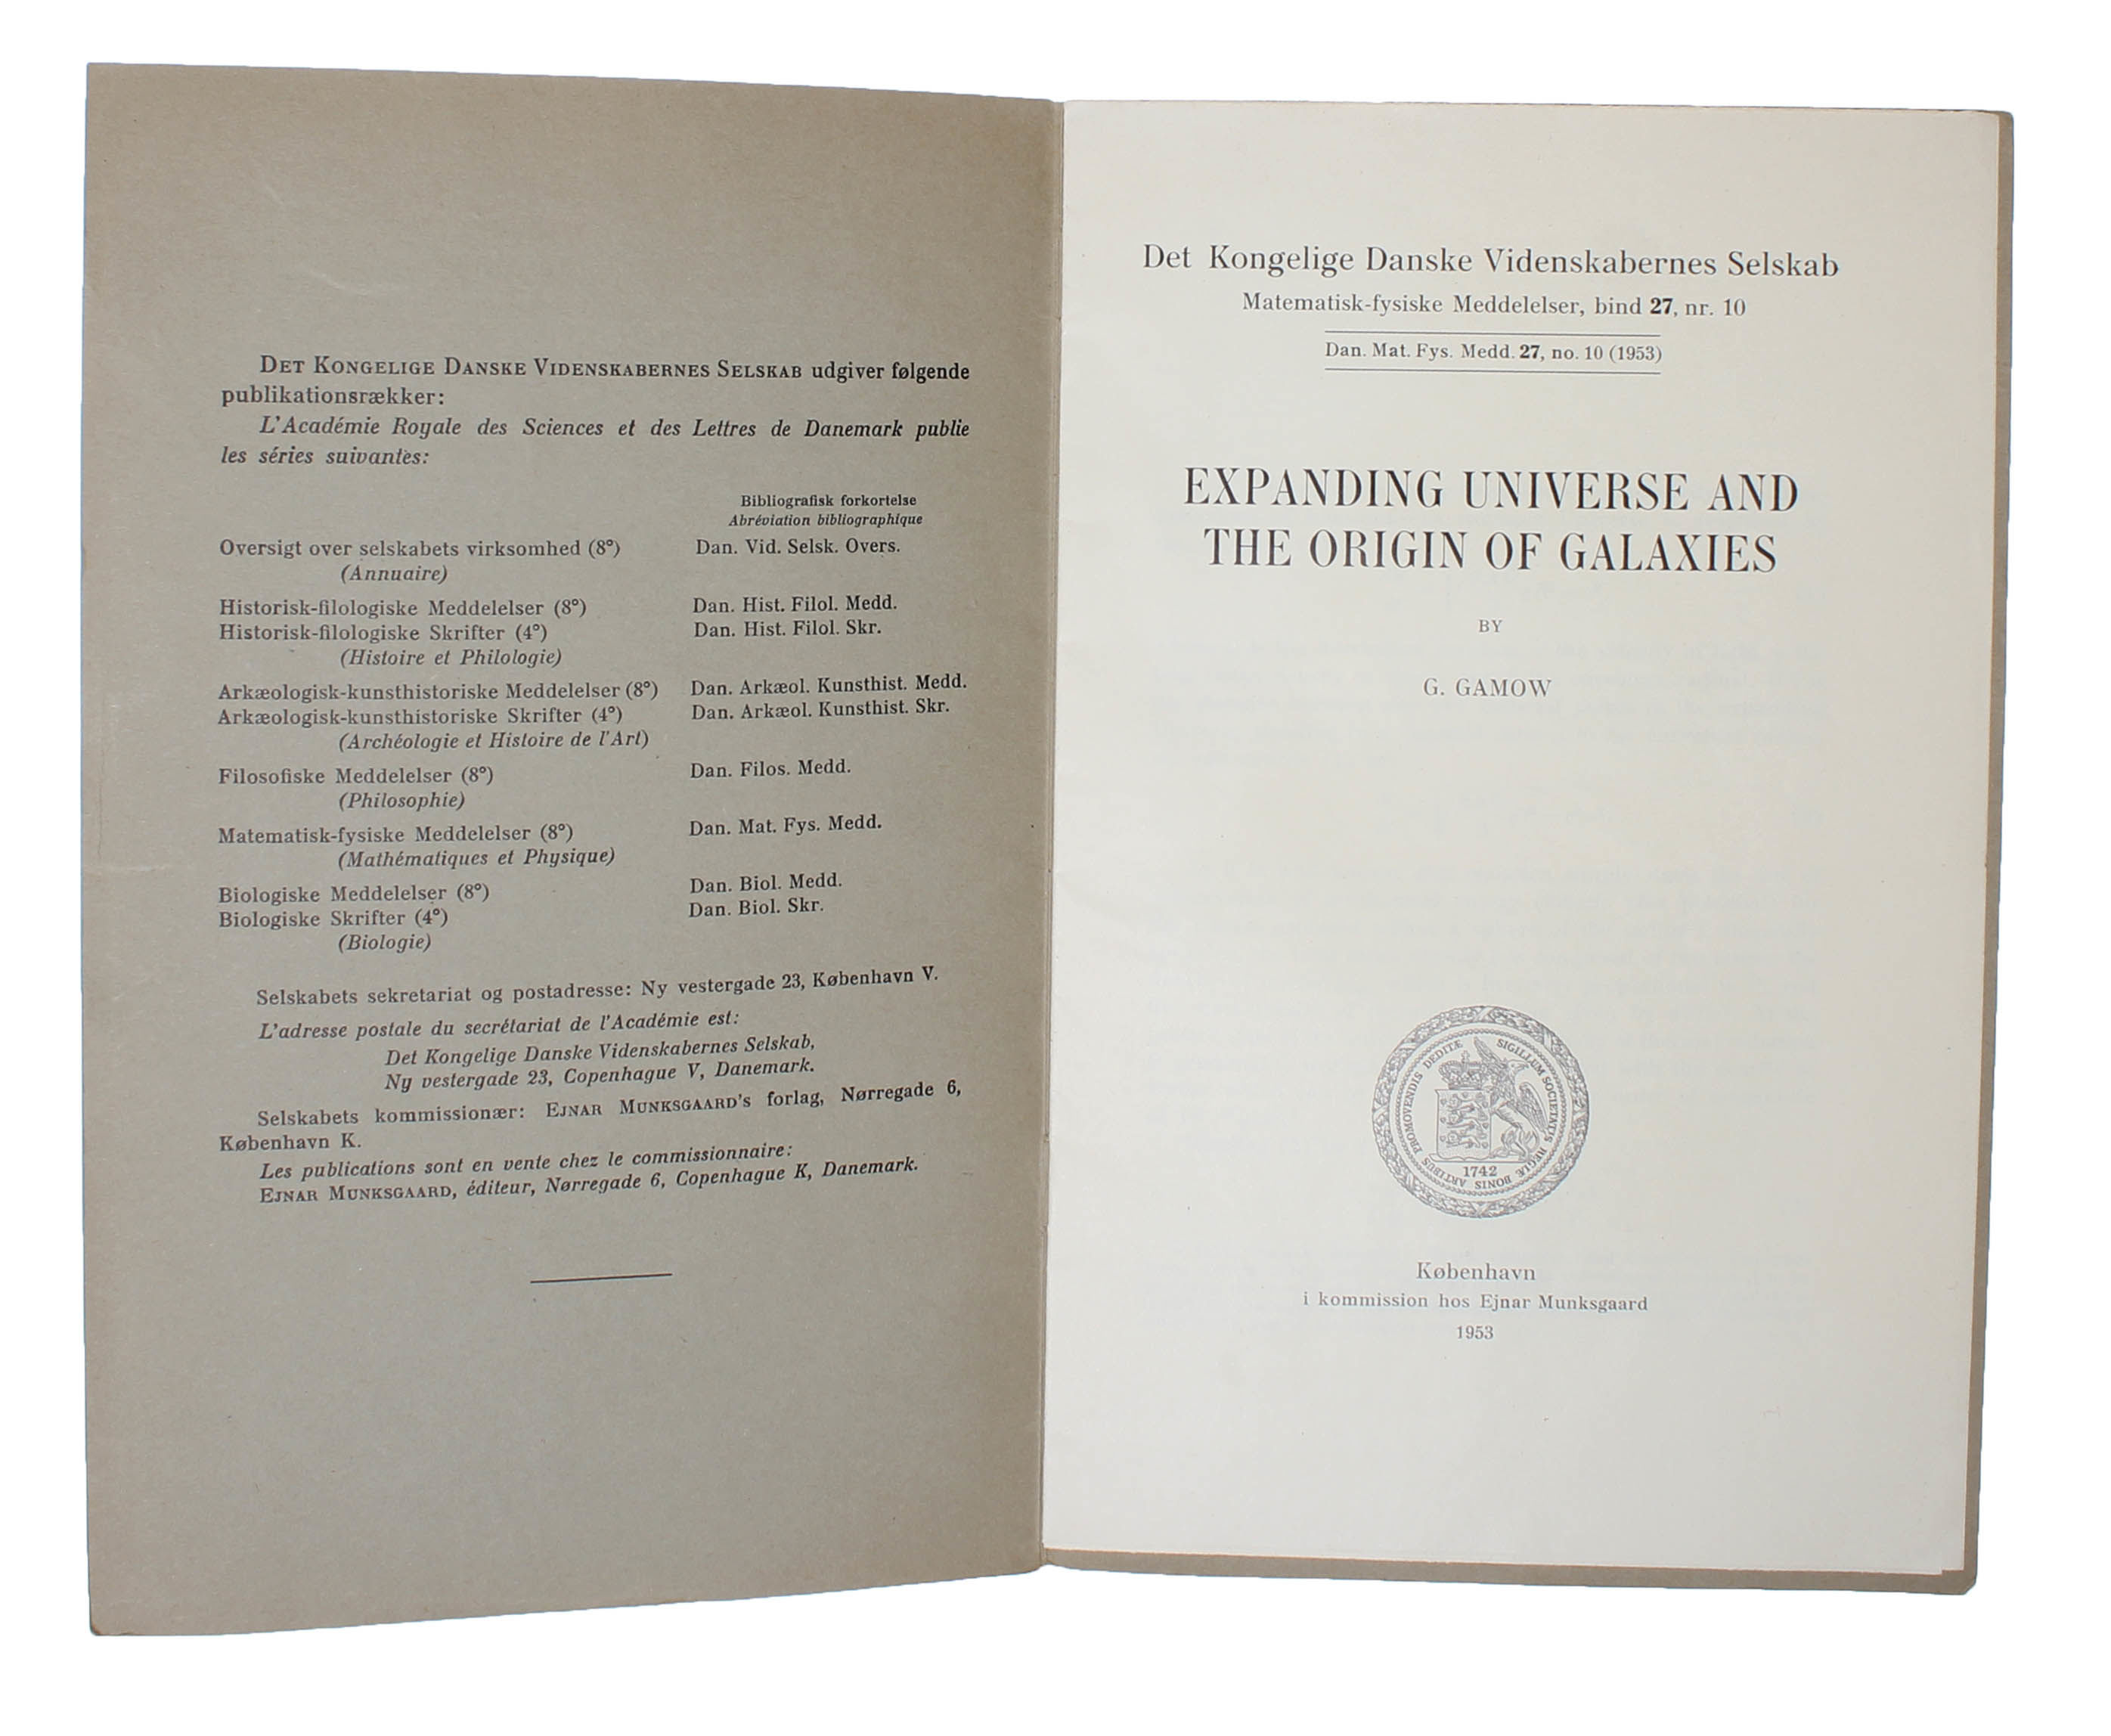 DET KONGELIGE DANSKE VIDENSKABERNES SELSKAB udgiver følgende
publikationsrækker:
L'Académie Royale des Sciences et des Lettres de Danemark publie
les séries suivantes:
Bibliografisk forkortelse
Abréviation bibliographique
Oversigt over selskabets virksomhed (8°) Dan. Vid. Selsk. Overs.
(Annuaire)
Historisk-filologiske Meddelelser (8°) Dan. Hist. Filol. Medd.
Historisk-filologiske Skrifter (4°) Dan. Hist. Filol. Skr.
(Histoire et Philologie)
Arkæologisk-kunsthistoriske Meddelelser (8°) Dan. Arkæol. Kunsthist. Medd.
Arkæologisk-kunsthistoriske Skrifter (4°) Dan. Arkæol. Kunsthist. Skr.
(Archéologie et Histoire de l'Art)
Filosofiske Meddelelser (8°) Dan. Filos. Medd.
(Philosophie)
Matematisk-fysiske Meddelelser (8°) Dan. Mat. Fys. Medd.
(Mathématiques et Physique)
Biologiske Meddelelser (8°) Dan. Biol. Medd.
Biologiske Skrifter (4°) Dan. Biol. Skr.
(Biologie)
Selskabets sekretariat og postadresse: Ny vestergade 23, København V.
L'adresse postale du secrétariat de l'Académie est:
Det Kongelige Danske Videnskabernes Selskab,
Ny vestergade 23, Copenhague V, Danemark.
Selskabets kommissionær: EJNAR MUNKSGAARD's forlag, Nørregade 6,
København K.
Les publications sont en vente chez le commissionnaire:
EJNAR MUNKSGAARD, éditeur, Nørregade 6, Copenhague K, Danemark.
Det Kongelige Danske Videnskabernes Selskab
Matematisk-fysiske Meddelelser, bind 27, nr. 10
Dan. Mat. Fys. Medd. 27, no. 10 (1953)
EXPANDING UNIVERSE AND
THE ORIGIN OF GALAXIES
BY
G. GAMOW
SIGILLUM SOCIETATIS REGIÆ BONIS ARTIBUS PROMOVENDIS DEDITÆ
1742
København
i kommission hos Ejnar Munksgaard
1953